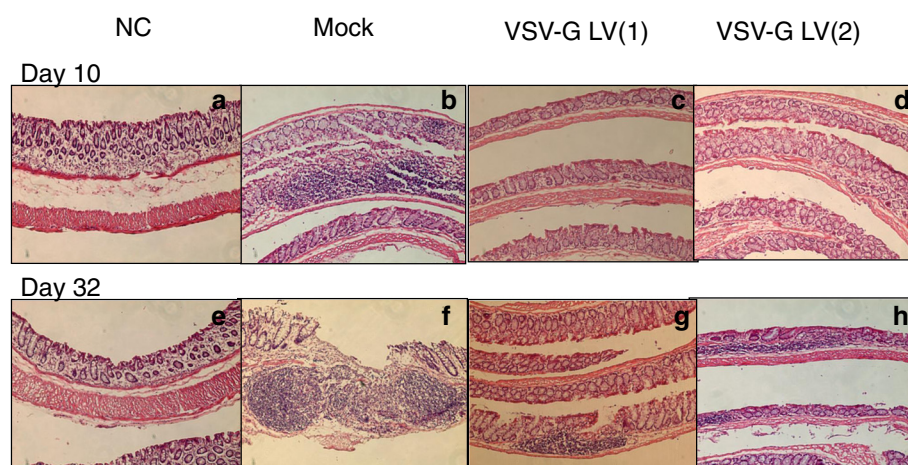 NC Mock VSV-G LV(1) VSV-G LV(2)
Day 10
a b c d
Day 32
e f g h